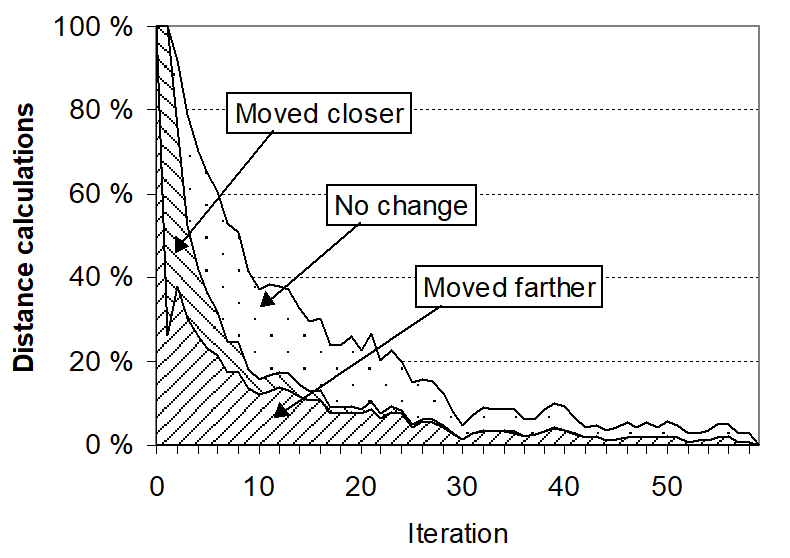 100 %
80 %
60 %
40 %
20 %
0 %
Distance calculations
Moved closer
No change
Moved farther
0 10 20 30 40 50
Iteration